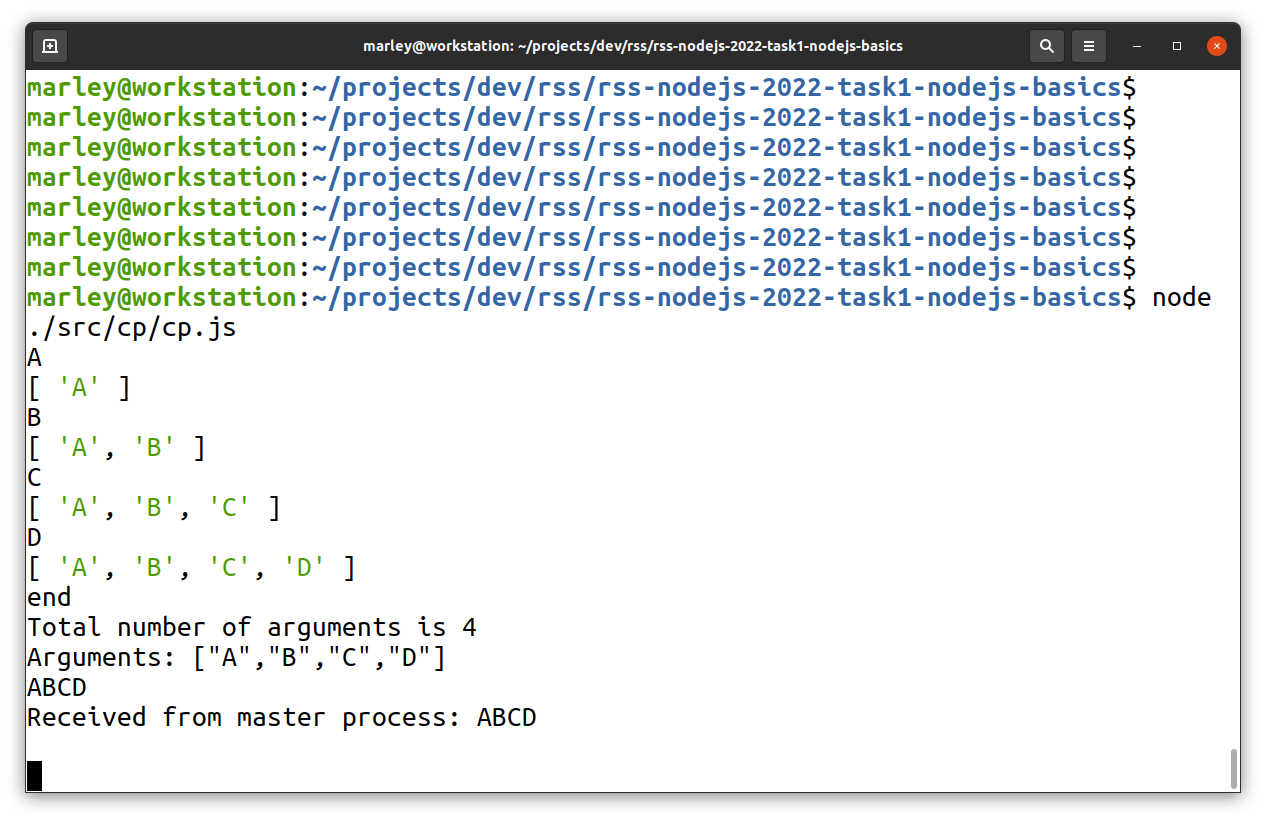 marley@workstation: ~/projects/dev/rss/rss-nodejs-2022-task1-nodejs-basics
marley@workstation:~/projects/dev/rss/rss-nodejs-2022-task1-nodejs-basics$
marley@workstation:~/projects/dev/rss/rss-nodejs-2022-task1-nodejs-basics$
marley@workstation:~/projects/dev/rss/rss-nodejs-2022-task1-nodejs-basics$
marley@workstation:~/projects/dev/rss/rss-nodejs-2022-task1-nodejs-basics$
marley@workstation:~/projects/dev/rss/rss-nodejs-2022-task1-nodejs-basics$
marley@workstation:~/projects/dev/rss/rss-nodejs-2022-task1-nodejs-basics$
marley@workstation:~/projects/dev/rss/rss-nodejs-2022-task1-nodejs-basics$
marley@workstation:~/projects/dev/rss/rss-nodejs-2022-task1-nodejs-basics$ node
./src/cp/cp.js
A
[ 'A' ]
B
[ 'A', 'B' ]
C
[ 'A', 'B', 'C' ]
D
[ 'A', 'B', 'C', 'D' ]
end
Total number of arguments is 4
Arguments: ["A","B","C","D"]
ABCD
Received from master process: ABCD